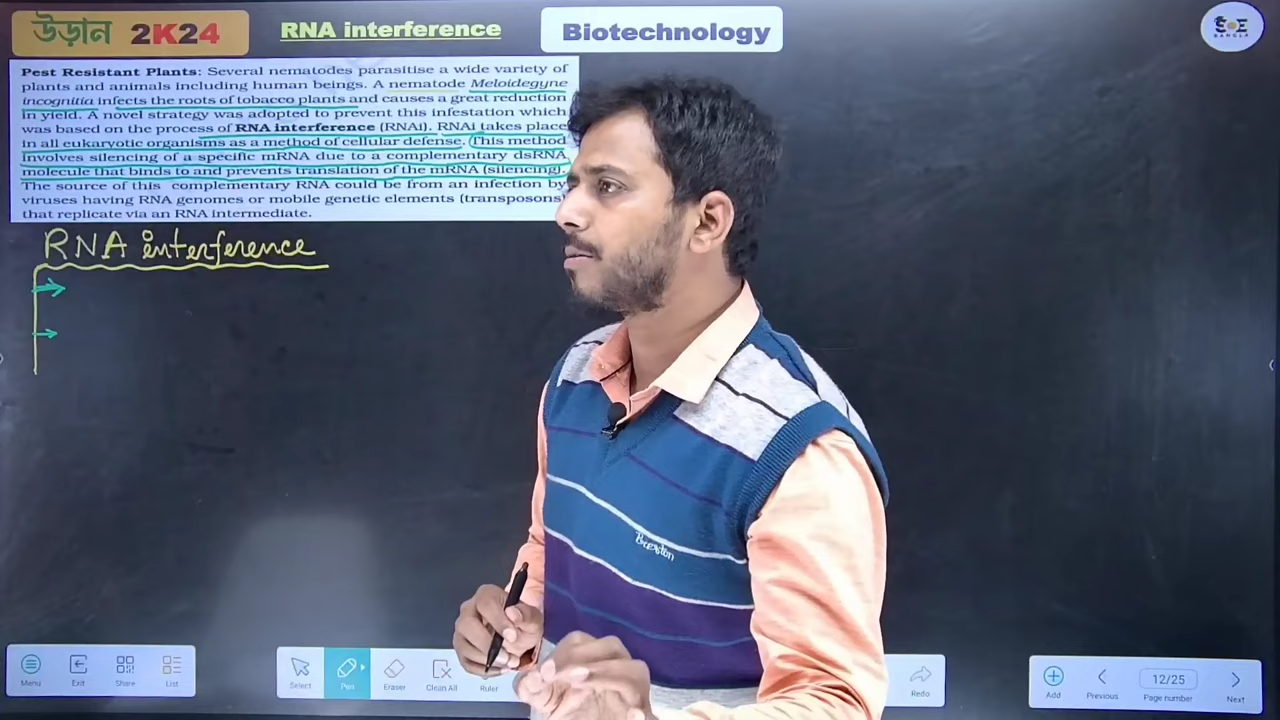 উড়ান 2K24
RNA interference
Biotechnology
SOE
BANGLA
Pest Resistant Plants: Several nematodes parasitise a wide variety of
plants and animals including human beings. A nematode Meloidegyne
incognitia infects the roots of tobacco plants and causes a great reduction
in yield. A novel strategy was adopted to prevent this infestation which
was based on the process of RNA interference (RNAi). RNAi takes place
in all eukaryotic organisms as a method of cellular defense. This method
involves silencing of a specific mRNA due to a complementary dsRNA
molecule that binds to and prevents translation of the mRNA (silencing).
The source of this complementary RNA could be from an infection by
viruses having RNA genomes or mobile genetic elements (transposons)
that replicate via an RNA intermediate.
RNA interference
Menu
Exit
Share
List
Select
Pen
Eraser
Clean All
Ruler
Redo
Add
Previous
12/25
Page number
Next